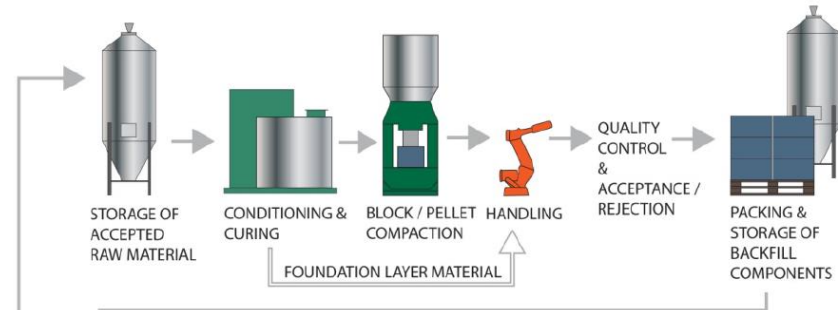 STORAGE OF
ACCEPTED
RAW MATERIAL
CONDITIONING &
CURING
BLOCK / PELLET
COMPACTION
HANDLING
QUALITY
CONTROL
&
ACCEPTANCE /
REJECTION
PACKING &
STORAGE OF
BACKFILL
COMPONENTS
FOUNDATION LAYER MATERIAL